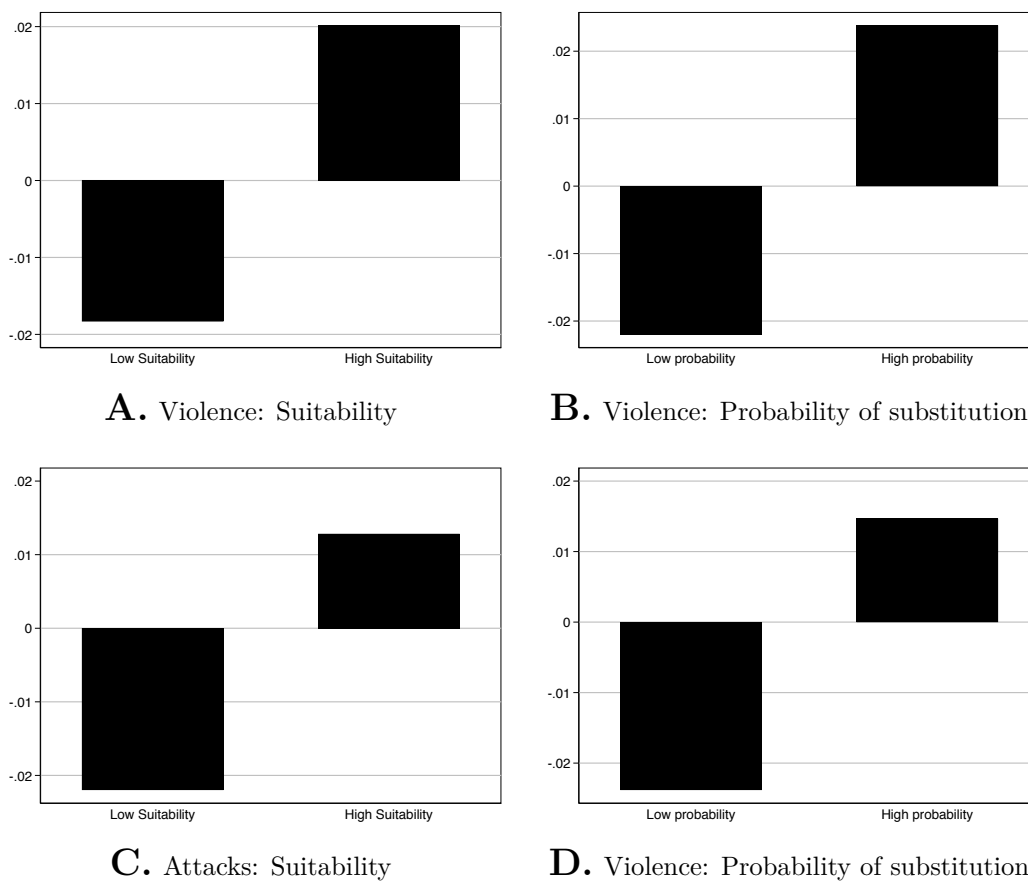 .02
.01
0
-.01
-.02
Low Suitability High Suitability
A. Violence: Suitability
.02
.01
0
-.01
-.02
Low probability High probability
B. Violence: Probability of substitution
.02
.01
0
-.01
-.02
Low Suitability High Suitability
C. Attacks: Suitability
.02
.01
0
-.01
-.02
Low probability High probability
D. Violence: Probability of substitution